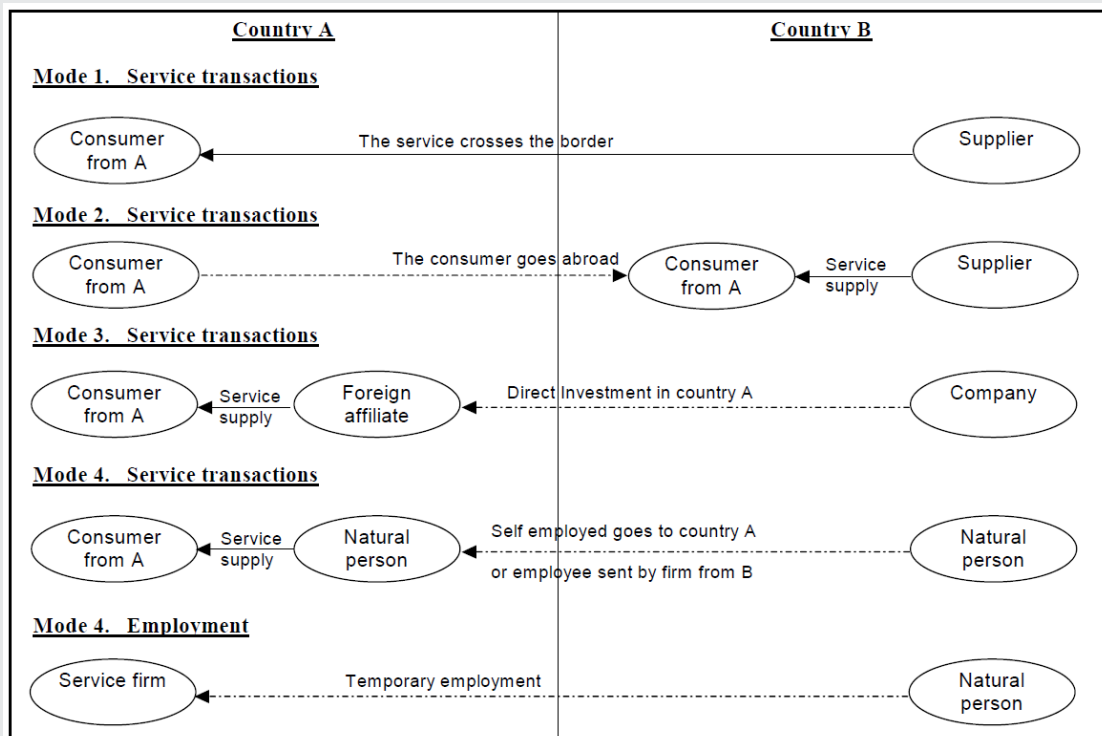 Country A
Country B
Mode 1. Service transactions
Consumer
from A
The service crosses the border
Supplier
Mode 2. Service transactions
Consumer
from A
The consumer goes abroad
Consumer
from A
Service
supply
Supplier
Mode 3. Service transactions
Consumer
from A
Service
supply
Foreign
affiliate
Direct Investment in country A
Company
Mode 4. Service transactions
Consumer
from A
Service
supply
Natural
person
Self employed goes to country A
or employee sent by firm from B
Natural
person
Mode 4. Employment
Service firm
Temporary employment
Natural
person